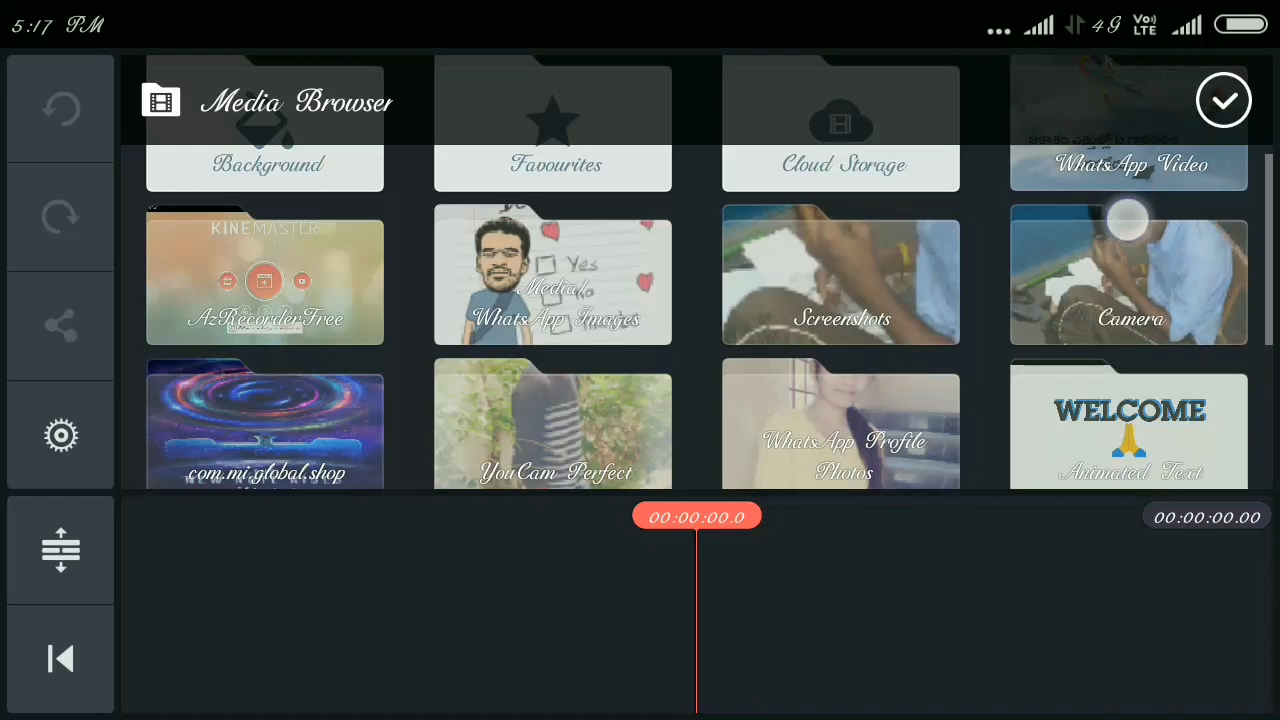 5:17 PM
4G
Vo))
LTE
Media Browser
Background
Favourites
Cloud Storage
WhatsApp Video
KINEMASTER
AzRecorderFree
Yes
No
Media/
WhatsApp Images
Screenshots
Camera
com.mi.global.shop
YouCam Perfect
WhatsApp Profile
Photos
WELCOME
Animated Text
00:00:00.0
00:00:00.00